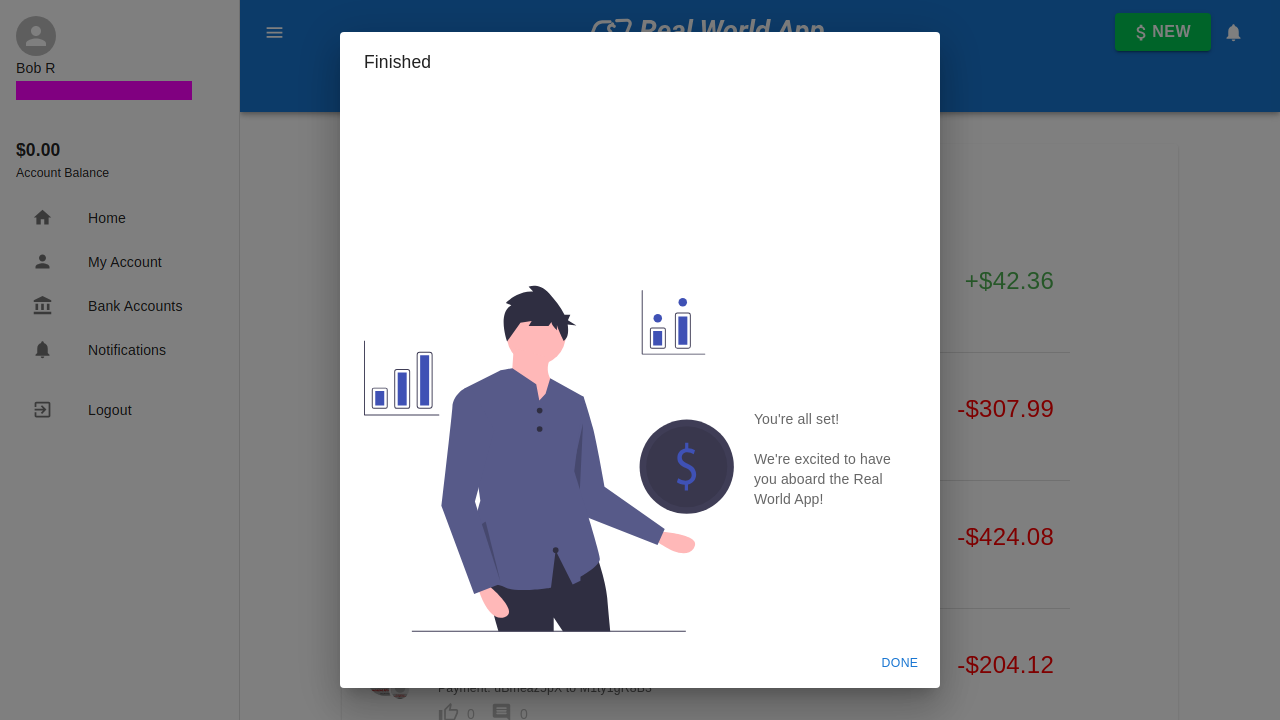 Bob R
$0.00
Account Balance
Home
My Account
Bank Accounts
Notifications
Logout
Real World App
$ NEW
Finished
$
You're all set!
We're excited to have
you aboard the Real
World App!
DONE
+$42.36
-$307.99
-$424.08
-$204.12
Payment:
to
0
0